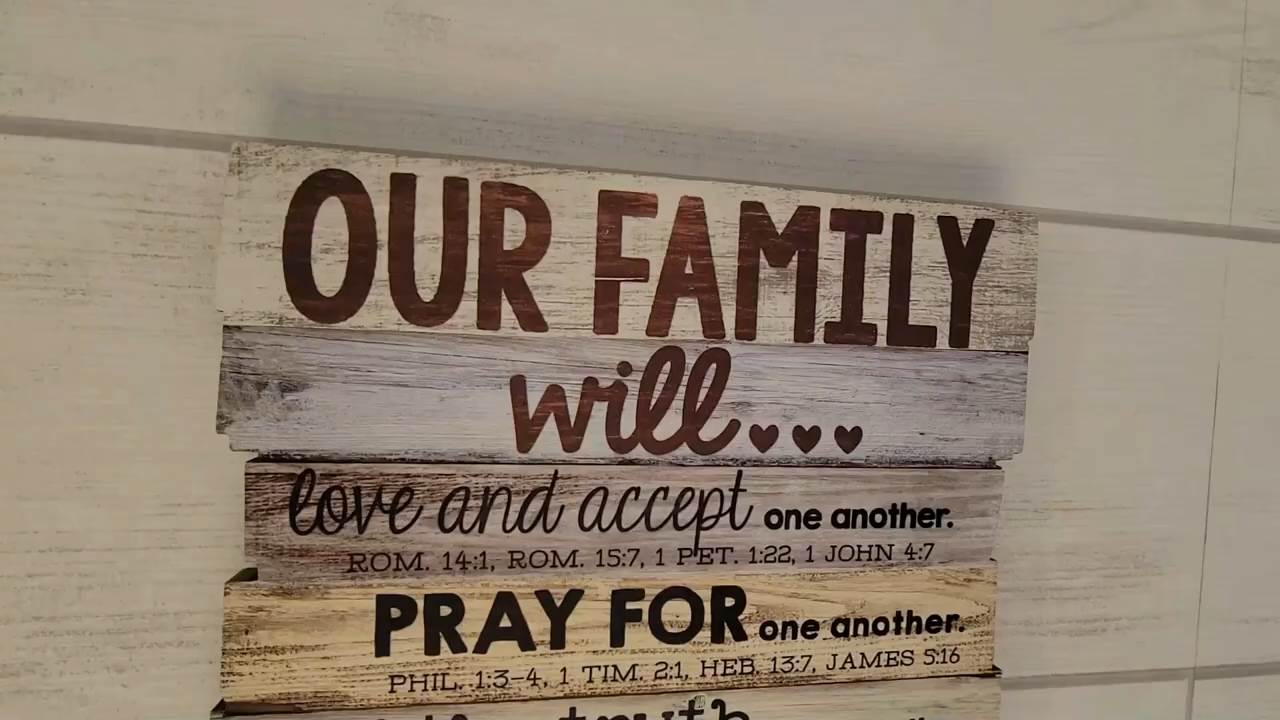 OUR FAMILY
will...
love and accept one another.
ROM. 14:1, ROM. 15:7, 1 PET. 1:22, 1 JOHN 4:7
PRAY FOR one another.
PHIL. 1:3-4, 1 TIM. 2:1, HEB. 13:7, JAMES 5:16
truth